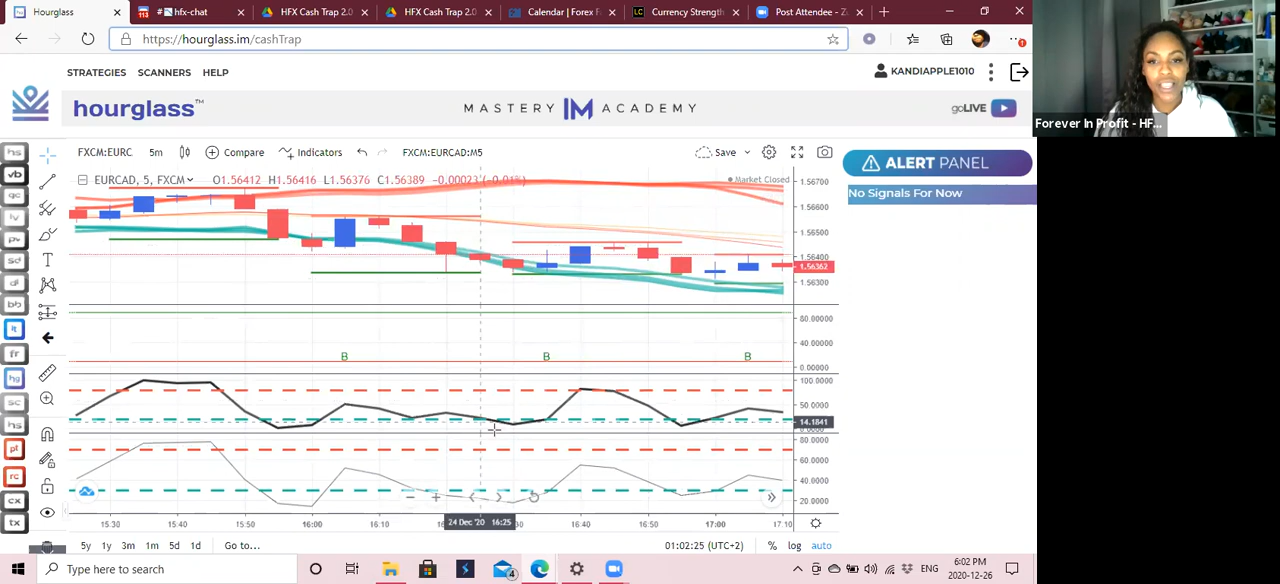 Hourglass
# hfx-chat
HFX Cash Trap 2.0
HFX Cash Trap 2.0
Calendar | Forex F
Currency Strength
Post Attendee - Z
https://hourglass.im/cashTrap
STRATEGIES SCANNERS HELP
KANDIAPPLE1010
hourglass™
MASTERY IM ACADEMY
goLIVE
Forever In Profit - HF...
FXCM:EURC 5m Compare Indicators FXCM:EURCAD:M5 Save
ALERT PANEL
No Signals For Now
EURCAD, 5, FXCM O1.56412 H1.56416 L1.56376 C1.56389 −0.00023 (−0.01%)
Market Closed
1.56700
1.56600
1.56500
1.56400
1.56362
1.56300
80.00000
40.00000
0.00000
B B B
100.0000
50.0000
14.1841
80.0000
60.0000
40.0000
20.0000
15:30 15:40 15:50 16:00 16:10 24 Dec '20 16:25 16:40 16:50 17:00 17:10
5y 1y 3m 1m 5d 1d Go to... 01:02:25 (UTC+2) % log auto
Type here to search
ENG
6:02 PM
2020-12-26